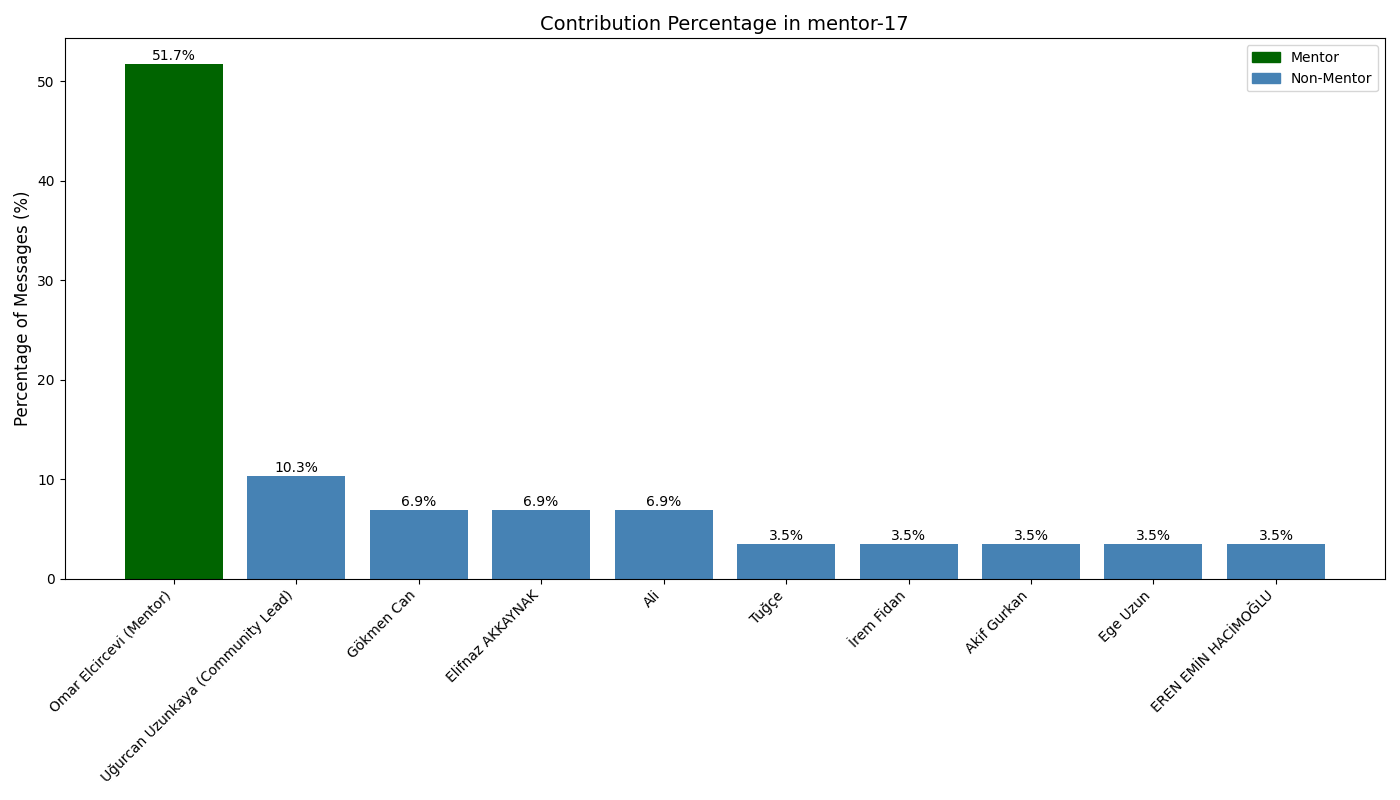 Contribution Percentage in mentor-17
Mentor
Non-Mentor
Percentage of Messages (%)
50
40
30
20
10
0
51.7%
10.3%
6.9%
6.9%
6.9%
3.5%
3.5%
3.5%
3.5%
3.5%
Omar Elcircevi (Mentor)
Uğurcan Uzunkaya (Community Lead)
Gökmen Can
Elifnaz AKKAYNAK
Ali
Tuğçe
İrem Fidan
Akif Gurkan
Ege Uzun
EREN EMİN HACİMOĞLU